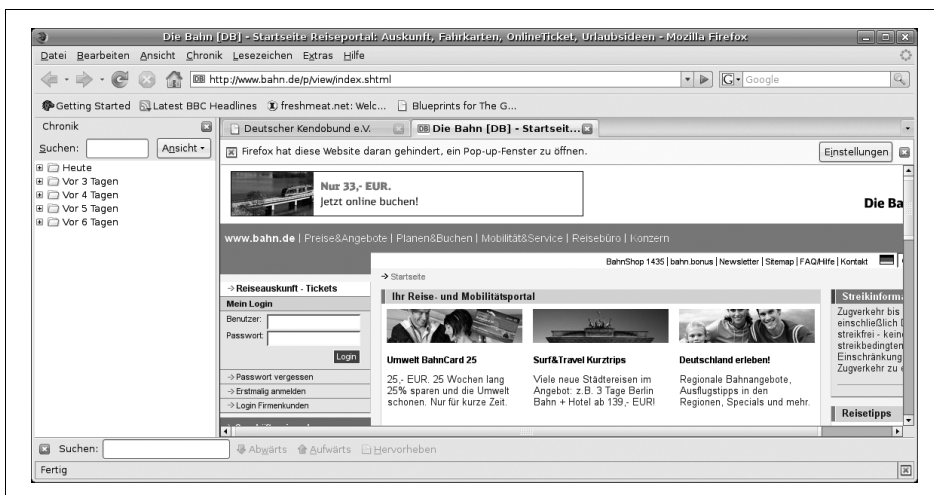 Die Bahn [DB] - Startseite Reiseportal: Auskunft, Fahrkarten, OnlineTicket, Urlaubsideen - Mozilla Firefox
Datei Bearbeiten Ansicht Chronik Lesezeichen Extras Hilfe
http://www.bahn.de/p/view/index.shtml
Google
Getting Started Latest BBC Headlines freshmeat.net: Welc... Blueprints for The G...
Chronik
Suchen: Ansicht
Heute
Vor 3 Tagen
Vor 4 Tagen
Vor 5 Tagen
Vor 6 Tagen
Deutscher Kendobund e.V. DB Die Bahn [DB] - Startseit...
Firefox hat diese Website daran gehindert, ein Pop-up-Fenster zu öffnen. Einstellungen
Nur 33,- EUR.
Jetzt online buchen!
Die Ba
www.bahn.de | Preise&Angebote | Planen&Buchen | Mobilität&Service | Reisebüro | Konzern
BahnShop 1435 | bahn.bonus | Newsletter | Sitemap | FAQ/Hilfe | Kontakt
Startseite
Reiseauskunft - Tickets
Mein Login
Benutzer:
Passwort:
Login
Passwort vergessen
Erstmalig anmelden
Login Firmenkunden
Ihr Reise- und Mobilitätsportal
Umwelt BahnCard 25
25,- EUR. 25 Wochen lang
25% sparen und die Umwelt
schonen. Nur für kurze Zeit.
Surf&Travel Kurztrips
Viele neue Städtereisen im
Angebot: z.B. 3 Tage Berlin
Bahn + Hotel ab 139,- EUR!
Deutschland erleben!
Regionale Bahnangebote,
Ausflugstipps in den
Regionen, Specials und mehr.
Streikinform
Zugverkehr bis
einschließlich
streikfrei - kein
streikbedingten
Einschränkung
Zugverkehr zu
Reisetipps
Suchen: Abwärts Aufwärts Hervorheben
Fertig